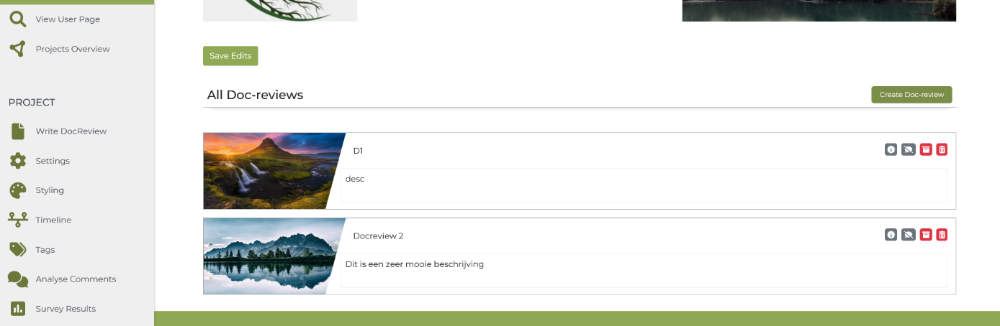 View User Page
Projects Overview
PROJECT
Write DocReview
Settings
Styling
Timeline
Tags
Analyse Comments
Survey Results
Save Edits
All Doc-reviews
Create Doc-review
D1
desc
Docreview 2
Dit is een zeer mooie beschrijving